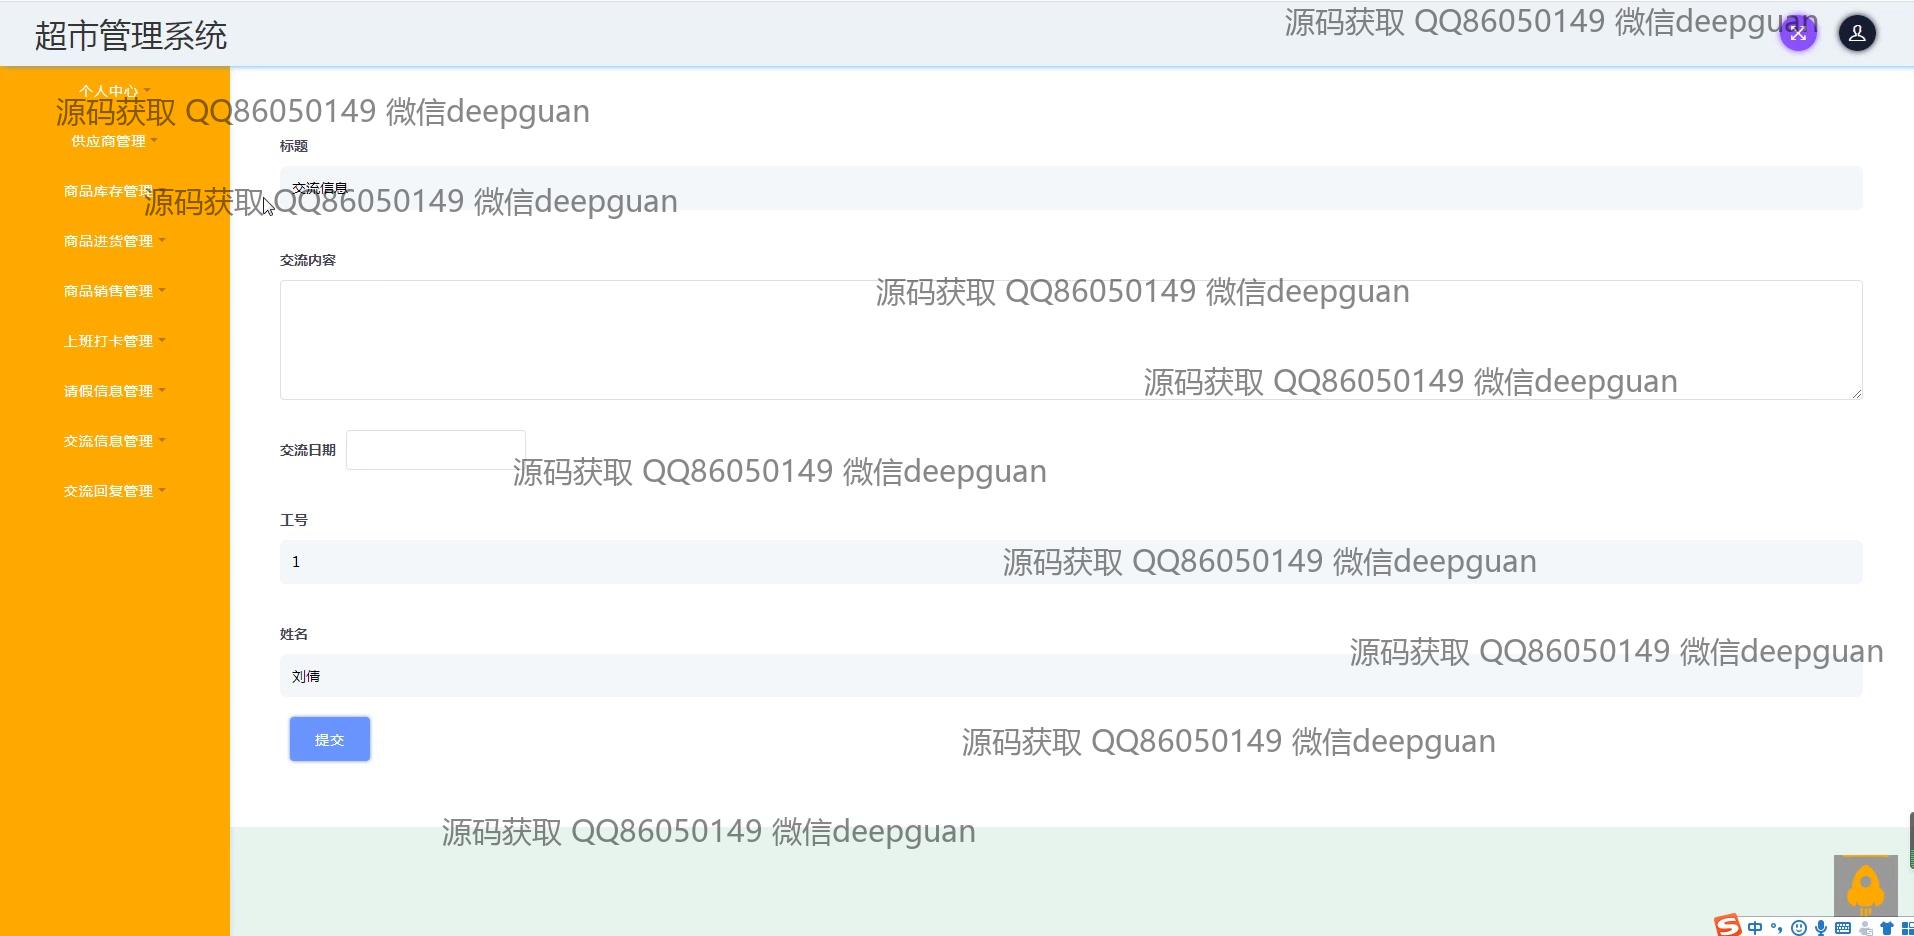 超市管理系统
源码获取 QQ86050149 微信deepguan
个人中心
源码获取 QQ86050149 微信deepguan
供应商管理
标题
商品库存管理
交流信息
源码获取 QQ86050149 微信deepguan
商品进货管理
交流内容
商品销售管理
源码获取 QQ86050149 微信deepguan
上班打卡管理
源码获取 QQ86050149 微信deepguan
请假信息管理
交流信息管理
交流日期
源码获取 QQ86050149 微信deepguan
交流回复管理
工号
1
源码获取 QQ86050149 微信deepguan
姓名
源码获取 QQ86050149 微信deepguan
刘倩
提交
源码获取 QQ86050149 微信deepguan
源码获取 QQ86050149 微信deepguan
中